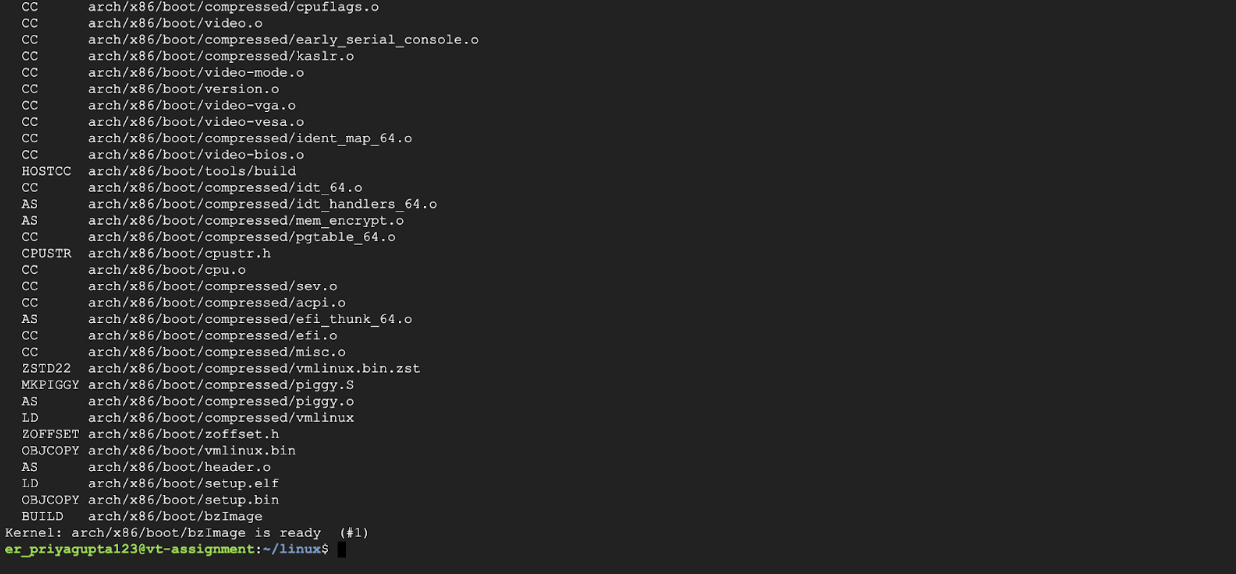 CC arch/x86/boot/compressed/cpuflags.o
CC arch/x86/boot/video.o
CC arch/x86/boot/compressed/early_serial_console.o
CC arch/x86/boot/compressed/kaslr.o
CC arch/x86/boot/video-mode.o
CC arch/x86/boot/version.o
CC arch/x86/boot/video-vga.o
CC arch/x86/boot/video-vesa.o
CC arch/x86/boot/compressed/ident_map_64.o
CC arch/x86/boot/video-bios.o
HOSTCC arch/x86/boot/tools/build
CC arch/x86/boot/compressed/idt_64.o
AS arch/x86/boot/compressed/idt_handlers_64.o
AS arch/x86/boot/compressed/mem_encrypt.o
CC arch/x86/boot/compressed/pgtable_64.o
CPUSTR arch/x86/boot/cpustr.h
CC arch/x86/boot/cpu.o
CC arch/x86/boot/compressed/sev.o
CC arch/x86/boot/compressed/acpi.o
AS arch/x86/boot/compressed/efi_thunk_64.o
CC arch/x86/boot/compressed/efi.o
CC arch/x86/boot/compressed/misc.o
ZSTD22 arch/x86/boot/compressed/vmlinux.bin.zst
MKPIGGY arch/x86/boot/compressed/piggy.S
AS arch/x86/boot/compressed/piggy.o
LD arch/x86/boot/compressed/vmlinux
ZOFFSET arch/x86/boot/zoffset.h
OBJCOPY arch/x86/boot/vmlinux.bin
AS arch/x86/boot/header.o
LD arch/x86/boot/setup.elf
OBJCOPY arch/x86/boot/setup.bin
BUILD arch/x86/boot/bzImage
Kernel: arch/x86/boot/bzImage is ready (#1)
er_priyagupta123@vt-assignment:~/linux$